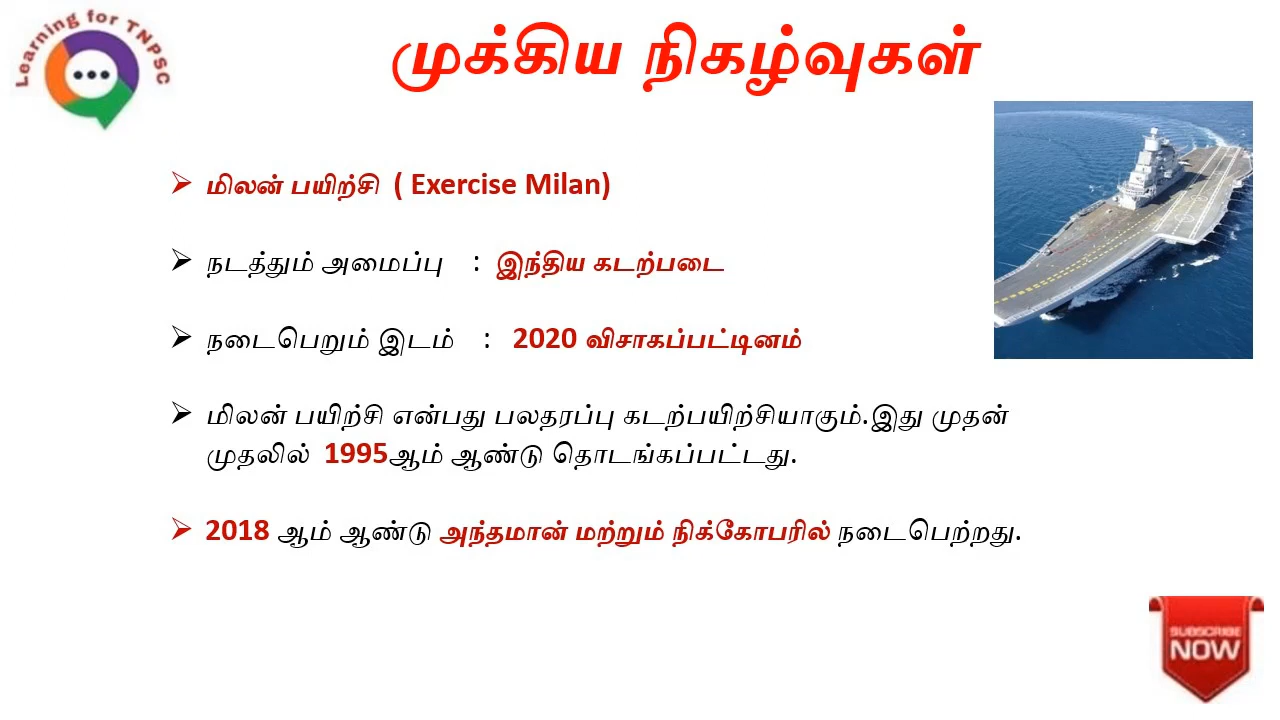 Learning for TNPSC
முக்கிய நிகழ்வுகள்
மிலன் பயிற்சி ( Exercise Milan)
நடத்தும் அமைப்பு : இந்திய கடற்படை
நடைபெறும் இடம் : 2020 விசாகப்பட்டினம்
மிலன் பயிற்சி என்பது பலதரப்பு கடற்பயிற்சியாகும்.இது முதன்
முதலில் 1995ஆம் ஆண்டு தொடங்கப்பட்டது.
2018 ஆம் ஆண்டு அந்தமான் மற்றும் நிக்கோபரில் நடைபெற்றது.
SUBSCRIBE
NOW